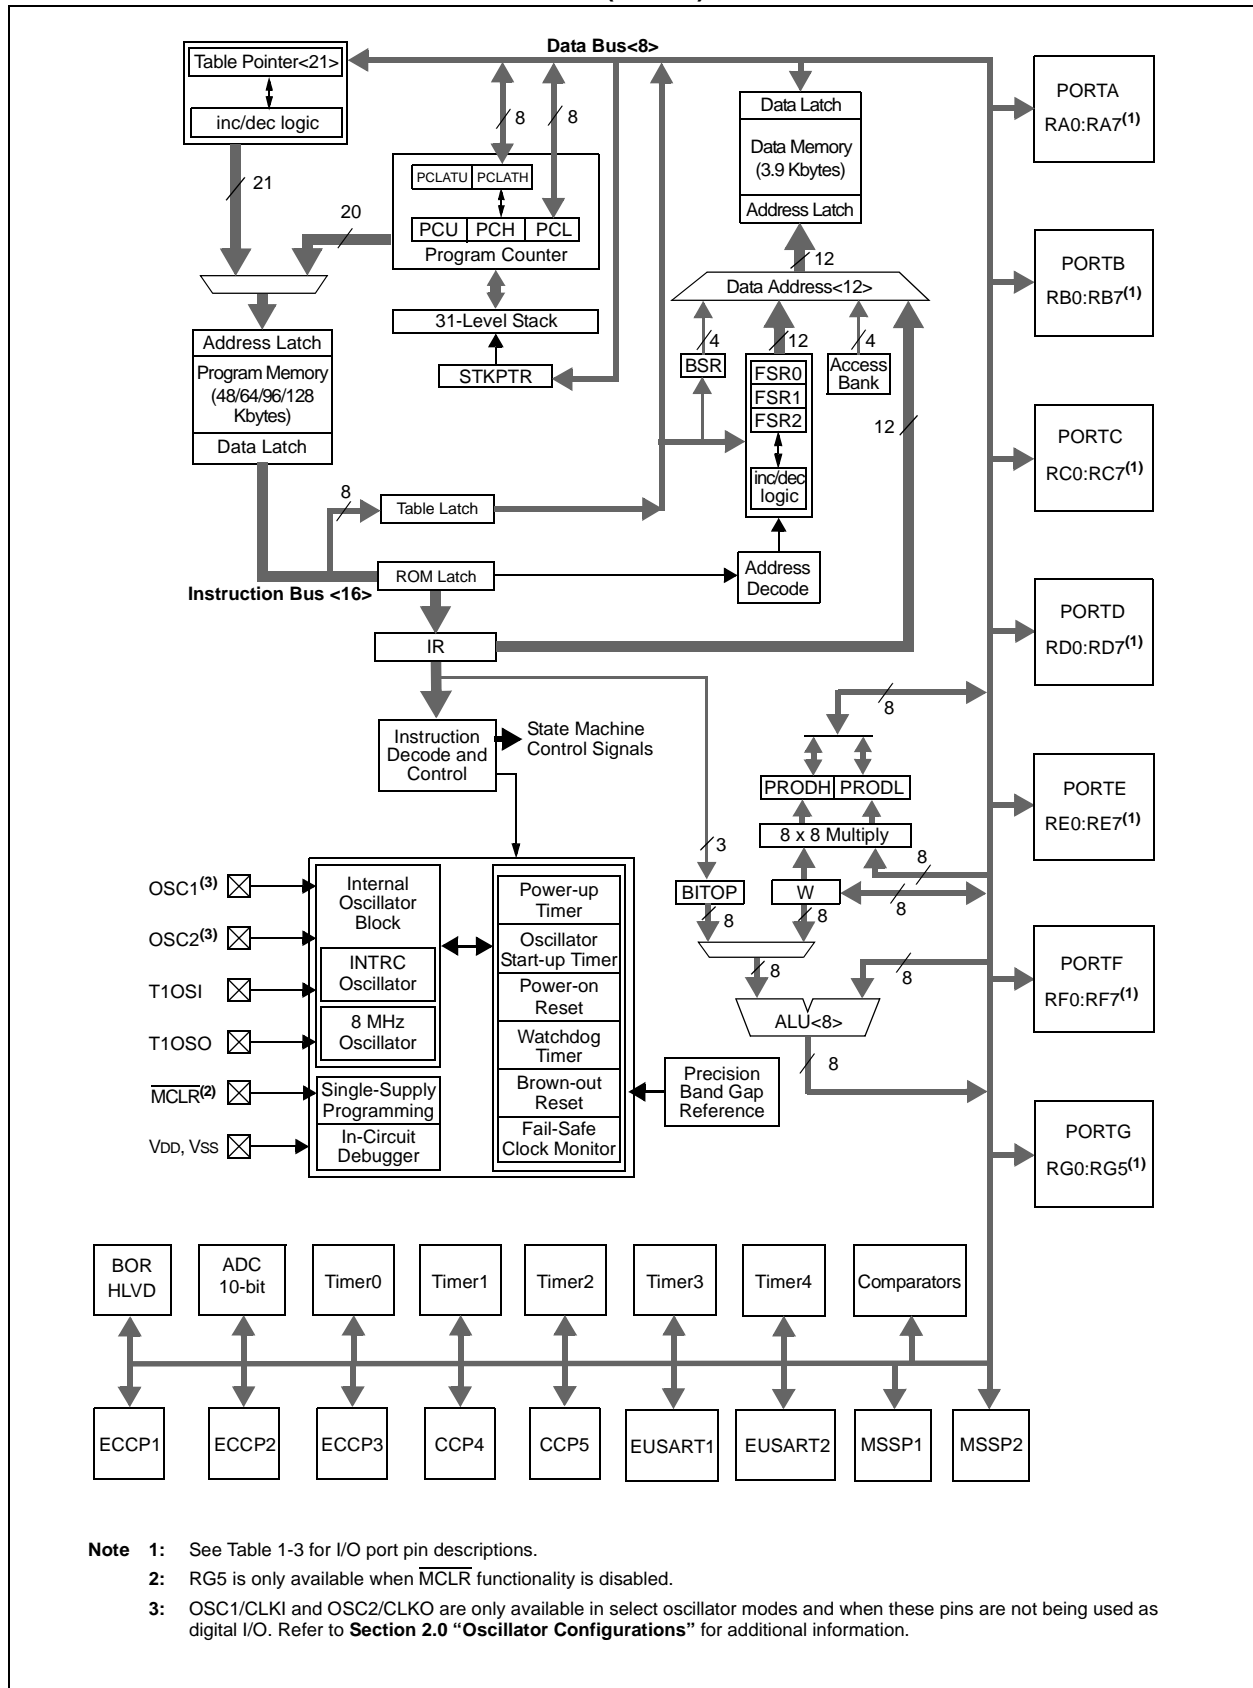 Data Bus<8>
Table Pointer<21>
inc/dec logic
21
20
8
8
PCLATU PCLATH
PCU PCH PCL
Program Counter
31-Level Stack
STKPTR
Address Latch
Program Memory
(48/64/96/128
Kbytes)
Data Latch
8
Table Latch
ROM Latch
Instruction Bus <16>
IR
Data Latch
Data Memory
(3.9 Kbytes)
Address Latch
12
Data Address<12>
4
12
4
BSR
FSR0
FSR1
FSR2
inc/dec
logic
Access
Bank
12
Address
Decode
Instruction
Decode and
Control
State Machine
Control Signals
8
PRODH PRODL
8 x 8 Multiply
3
8
BITOP
W
8
8
8
8
8
ALU<8>
8
OSC1(3)
OSC2(3)
T1OSI
T1OSO
MCLR(2)
VDD, VSS
Internal
Oscillator
Block
INTRC
Oscillator
8 MHz
Oscillator
Single-Supply
Programming
In-Circuit
Debugger
Power-up
Timer
Oscillator
Start-up Timer
Power-on
Reset
Watchdog
Timer
Brown-out
Reset
Fail-Safe
Clock Monitor
Precision
Band Gap
Reference
PORTA
RA0:RA7(1)
PORTB
RB0:RB7(1)
PORTC
RC0:RC7(1)
PORTD
RD0:RD7(1)
PORTE
RE0:RE7(1)
PORTF
RF0:RF7(1)
PORTG
RG0:RG5(1)
BOR
HLVD
ADC
10-bit
Timer0
Timer1
Timer2
Timer3
Timer4
Comparators
ECCP1
ECCP2
ECCP3
CCP4
CCP5
EUSART1
EUSART2
MSSP1
MSSP2
Note 1: See Table 1-3 for I/O port pin descriptions.
2: RG5 is only available when MCLR functionality is disabled.
3: OSC1/CLKI and OSC2/CLKO are only available in select oscillator modes and when these pins are not being used as
digital I/O. Refer to Section 2.0 “Oscillator Configurations” for additional information.